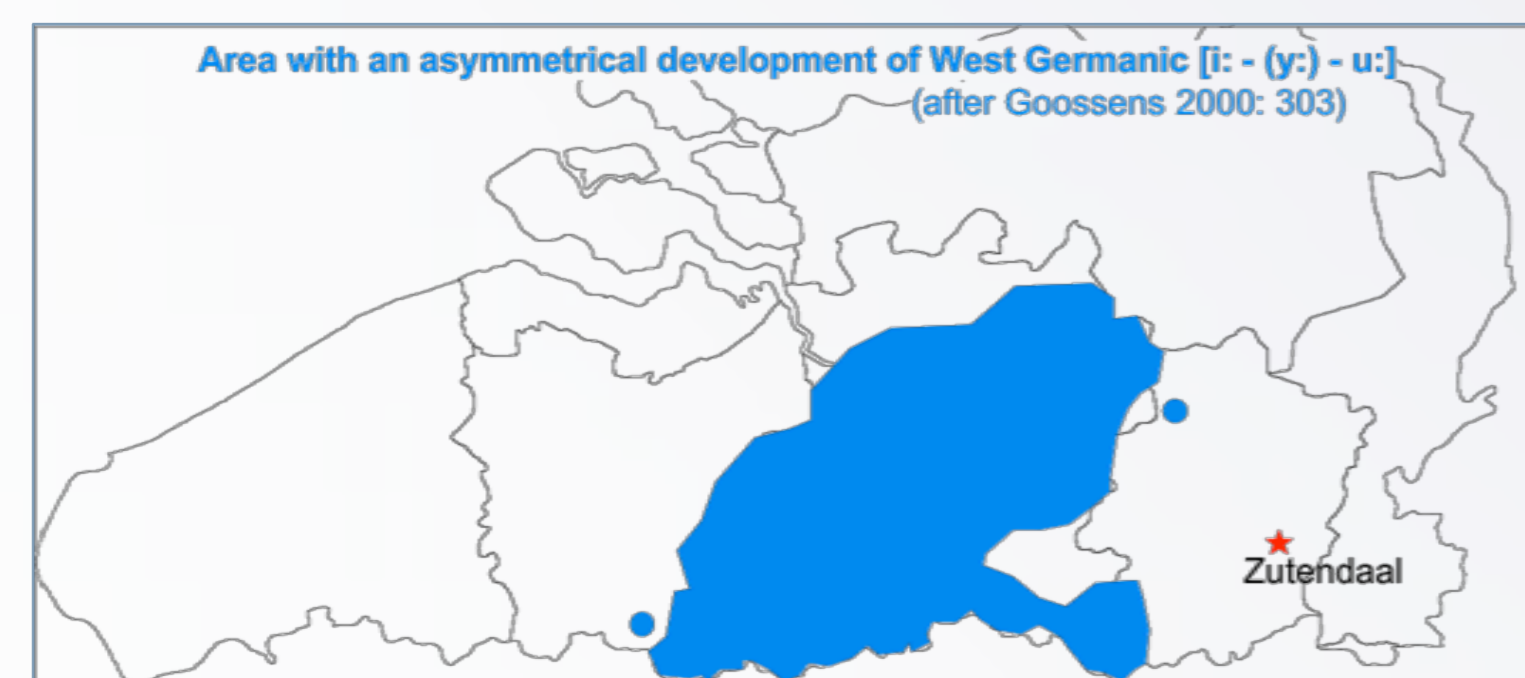 Area with an asymmetrical development of West Germanic [i: - (y:) - u:]
(after Goossens 2000: 303)
Zutendaal